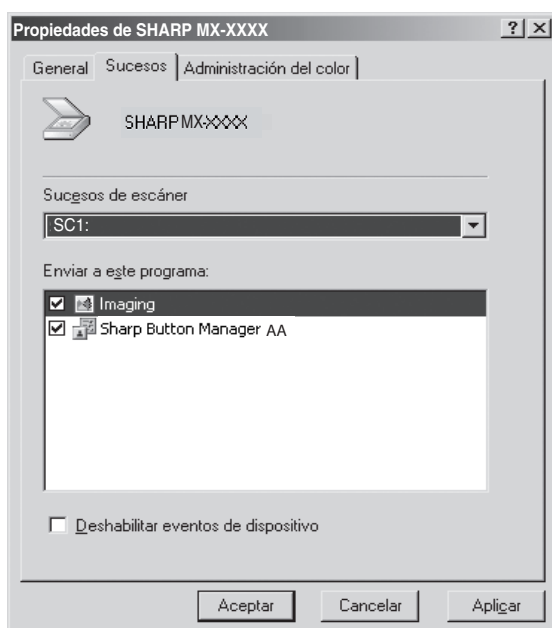 Propiedades de SHARP MX-XXXX
General Sucesos Administración del color
SHARP MX-XXXX
Sucesos de escáner
SC1:
Enviar a este programa:
Imaging
Sharp Button Manager AA
Deshabilitar eventos de dispositivo
Aceptar Cancelar Aplicar